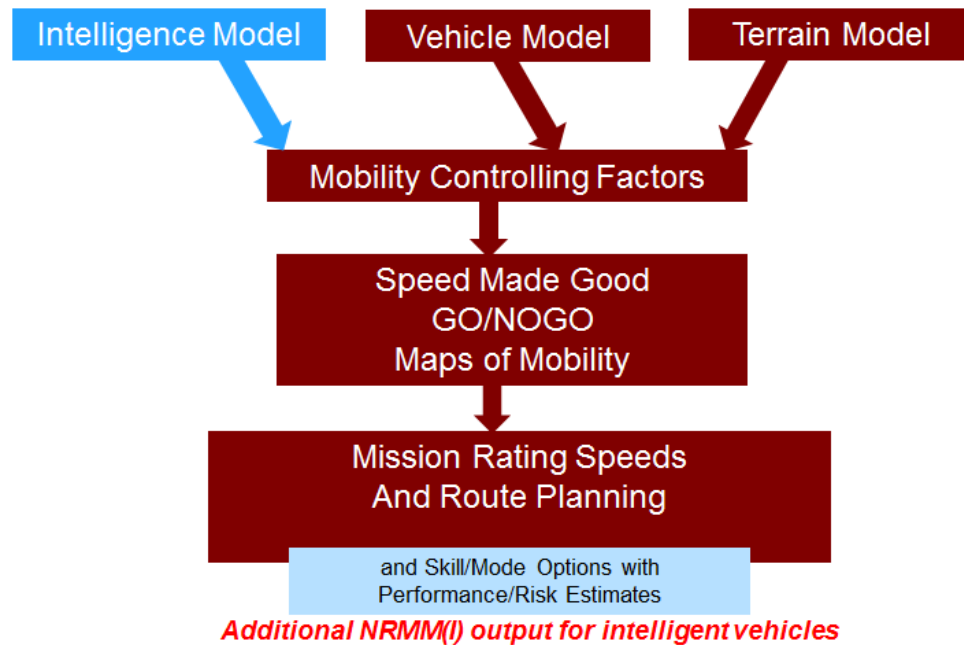 Intelligence Model
Vehicle Model
Terrain Model
Mobility Controlling Factors
Speed Made Good
GO/NOGO
Maps of Mobility
Mission Rating Speeds
And Route Planning
and Skill/Mode Options with
Performance/Risk Estimates
Additional NRMM(I) output for intelligent vehicles